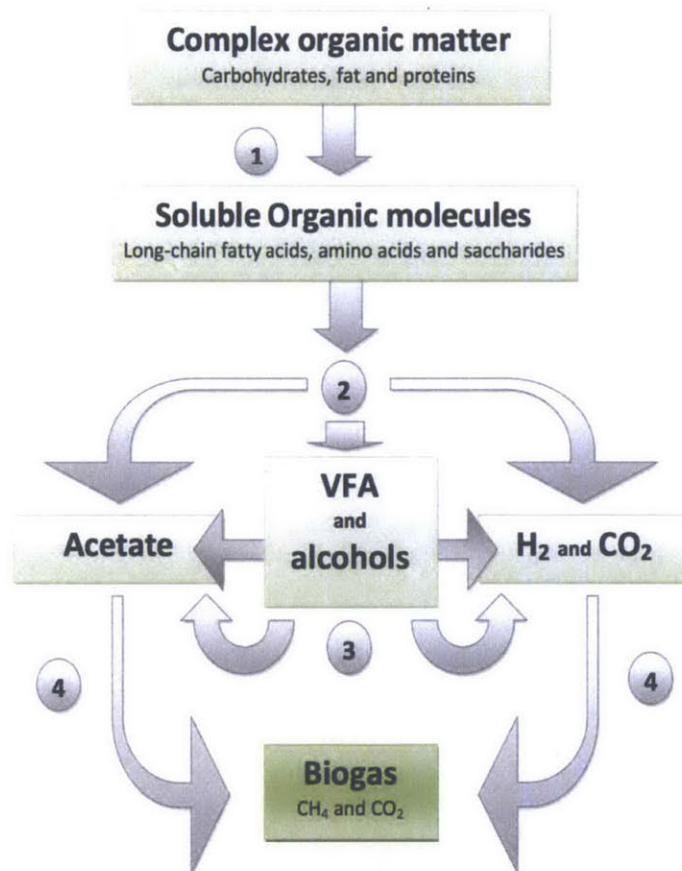 Complex organic matter
Carbohydrates, fat and proteins
1
Soluble Organic molecules
Long-chain fatty acids, amino acids and saccharides
2
VFA
and
alcohols
Acetate
H₂ and CO₂
3
4
4
Biogas
CH₄ and CO₂